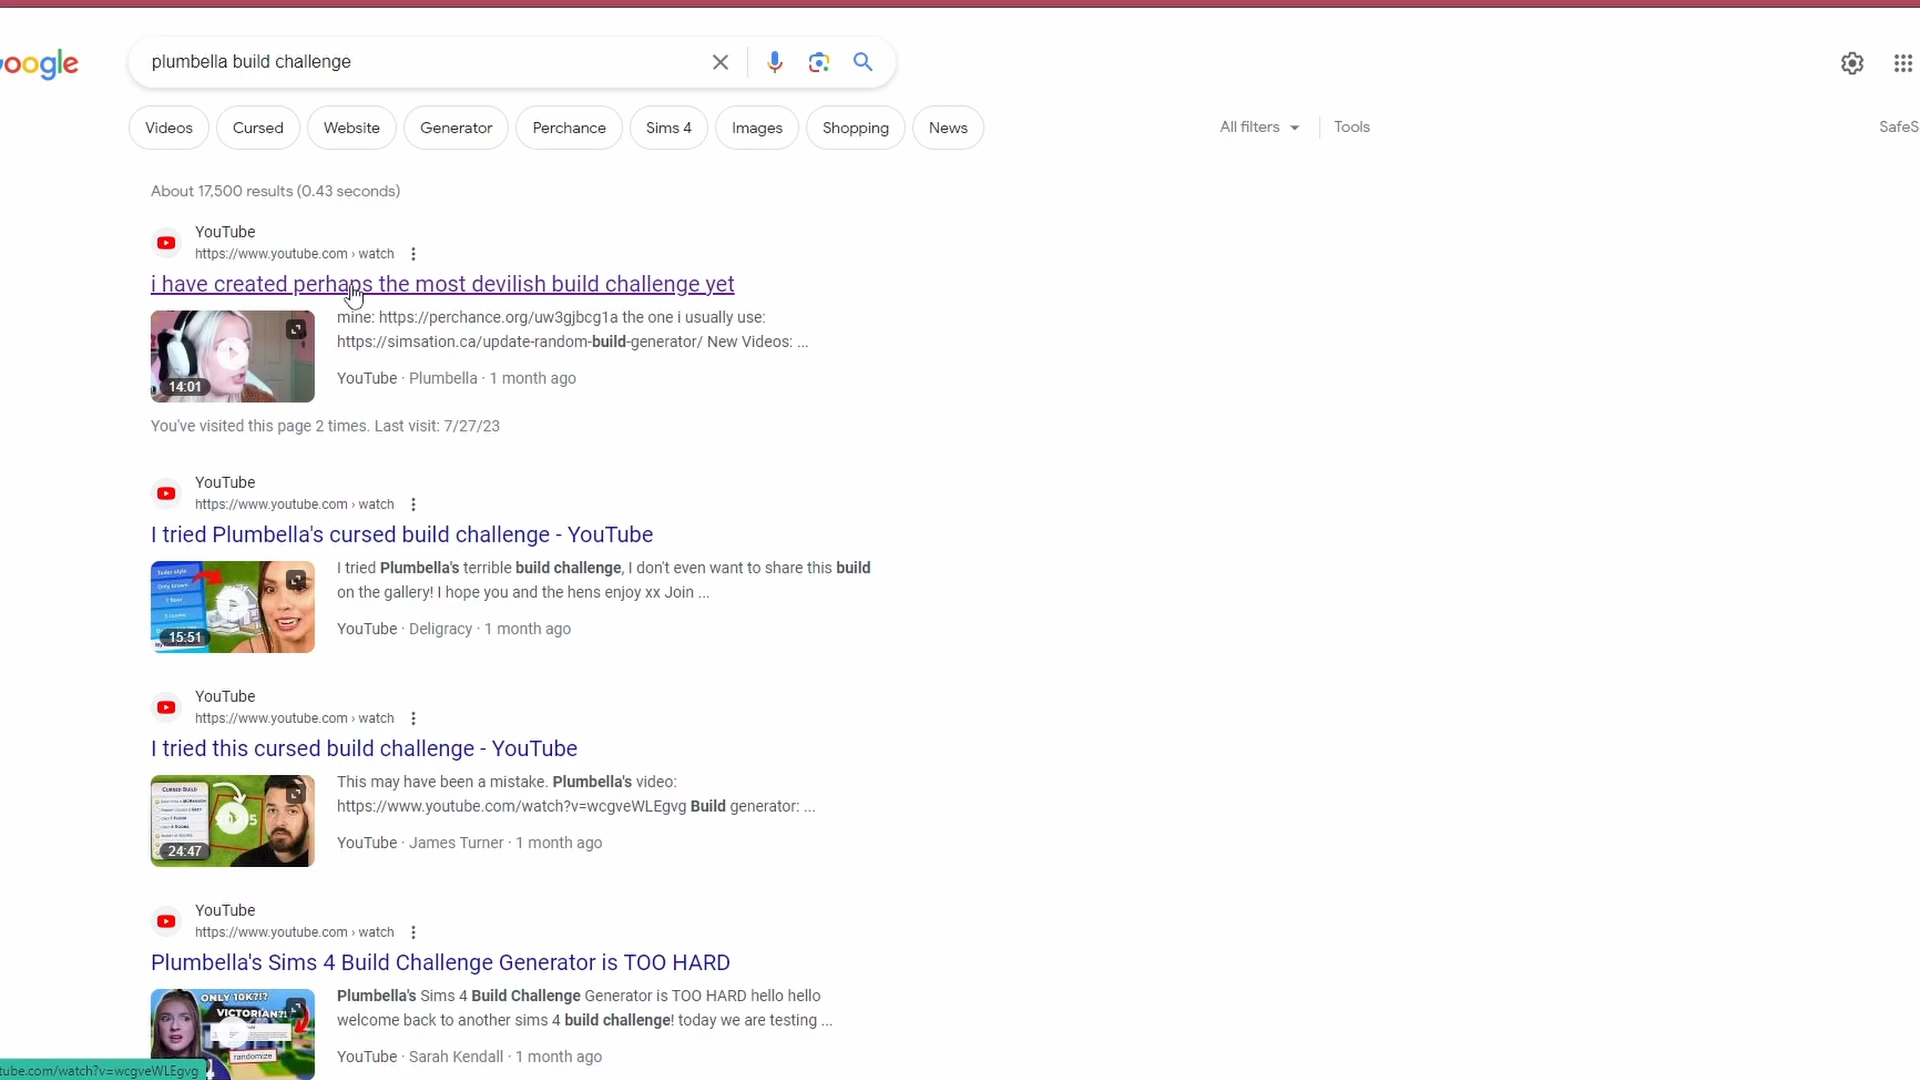 oogle
plumbella build challenge
Videos
Cursed
Website
Generator
Perchance
Sims 4
Images
Shopping
News
All filters
Tools
SafeS
About 17,500 results (0.43 seconds)
YouTube
https://www.youtube.com › watch
i have created perhaps the most devilish build challenge yet
14:01
mine: https://perchance.org/uw3gjbcg1a the one i usually use:
https://simsation.ca/update-random-build-generator/ New Videos: ...
YouTube · Plumbella · 1 month ago
You've visited this page 2 times. Last visit: 7/27/23
YouTube
https://www.youtube.com › watch
I tried Plumbella's cursed build challenge - YouTube
Tudor style
Only brown
1 floor
15:51
I tried Plumbella's terrible build challenge, I don't even want to share this build
on the gallery! I hope you and the hens enjoy xx Join ...
YouTube · Deligracy · 1 month ago
YouTube
https://www.youtube.com › watch
I tried this cursed build challenge - YouTube
CURSED BUILD
24:47
This may have been a mistake. Plumbella's video:
https://www.youtube.com/watch?v=wcgveWLEgvg Build generator: ...
YouTube · James Turner · 1 month ago
YouTube
https://www.youtube.com › watch
Plumbella's Sims 4 Build Challenge Generator is TOO HARD
ONLY 10K?!?
VICTORIAN?!
randomize
Plumbella's Sims 4 Build Challenge Generator is TOO HARD hello hello
welcome back to another sims 4 build challenge! today we are testing ...
YouTube · Sarah Kendall · 1 month ago
tube.com/watch?v=wcgveWLEgvg